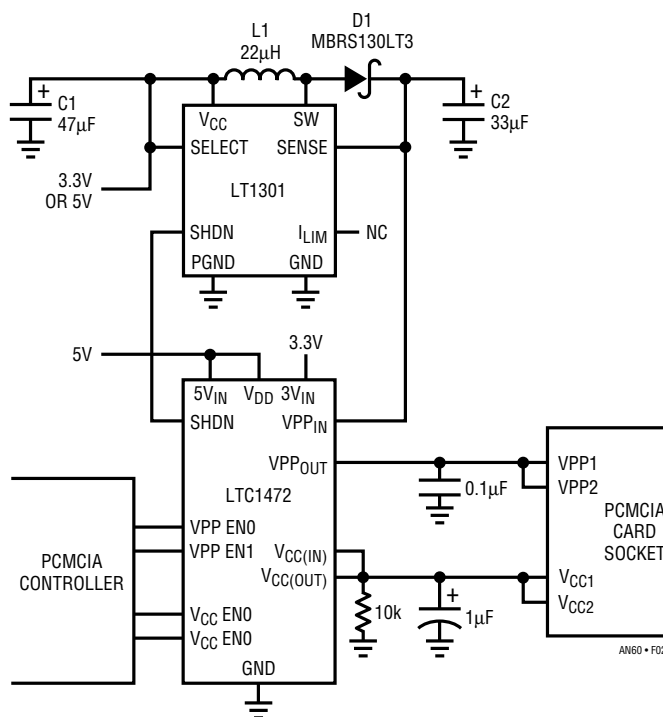 D1
MBRS130LT3
L1
22µH
+
C1
47µF
+
C2
33µF
VCC
SW
SELECT
SENSE
LT1301
3.3V
OR 5V
SHDN
ILIM
NC
PGND
GND
5V
3.3V
5VIN
VDD
3VIN
SHDN
VPPIN
VPPOUT
LTC1472
0.1µF
VPP1
VPP2
PCMCIA
CARD
SOCKET
PCMCIA
CONTROLLER
VPP EN0
VPP EN1
VCC(IN)
VCC(OUT)
VCC EN0
VCC EN0
10k
+
1µF
VCC1
VCC2
GND
AN60 • F02